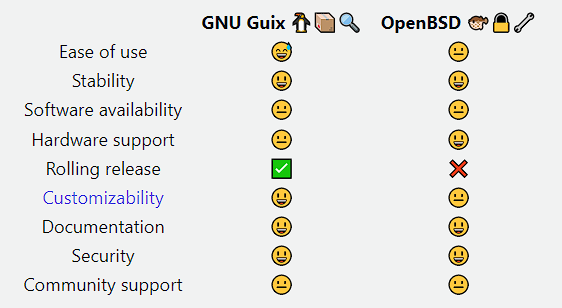 GNU Guix 🐧📦🔍 OpenBSD 🐡🔒🔧
Ease of use 😅 😐
Stability 😃 😃
Software availability 😐 😐
Hardware support 😐 😃
Rolling release ✅ ❌
Customizability 😃 😐
Documentation 😃 😃
Security 😃 😃
Community support 😐 😐